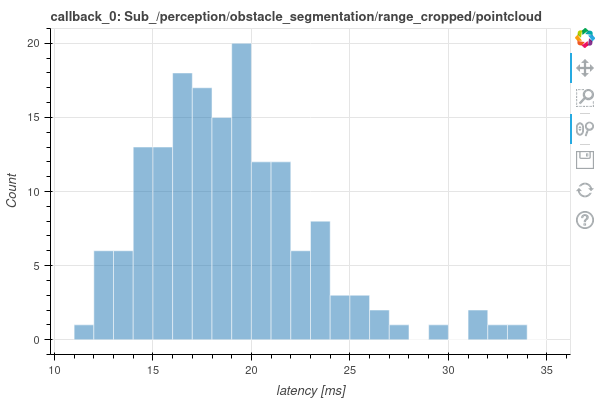 callback_0: Sub_/perception/obstacle_segmentation/range_cropped/pointcloud
20
15
10
5
0
Count
10 15 20 25 30 35
latency [ms]